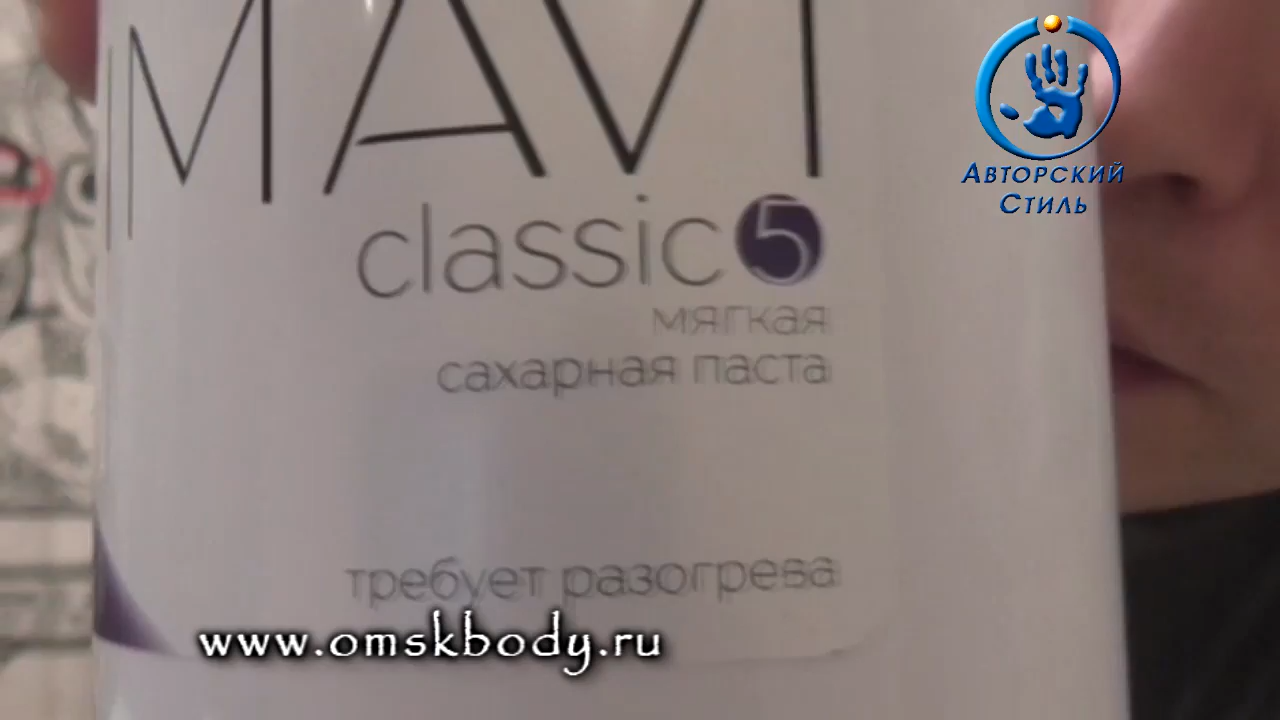 MAVI
classic 5
мягкая
сахарная паста
требует разогрева
www.omskbody.ru
Авторский
Стиль